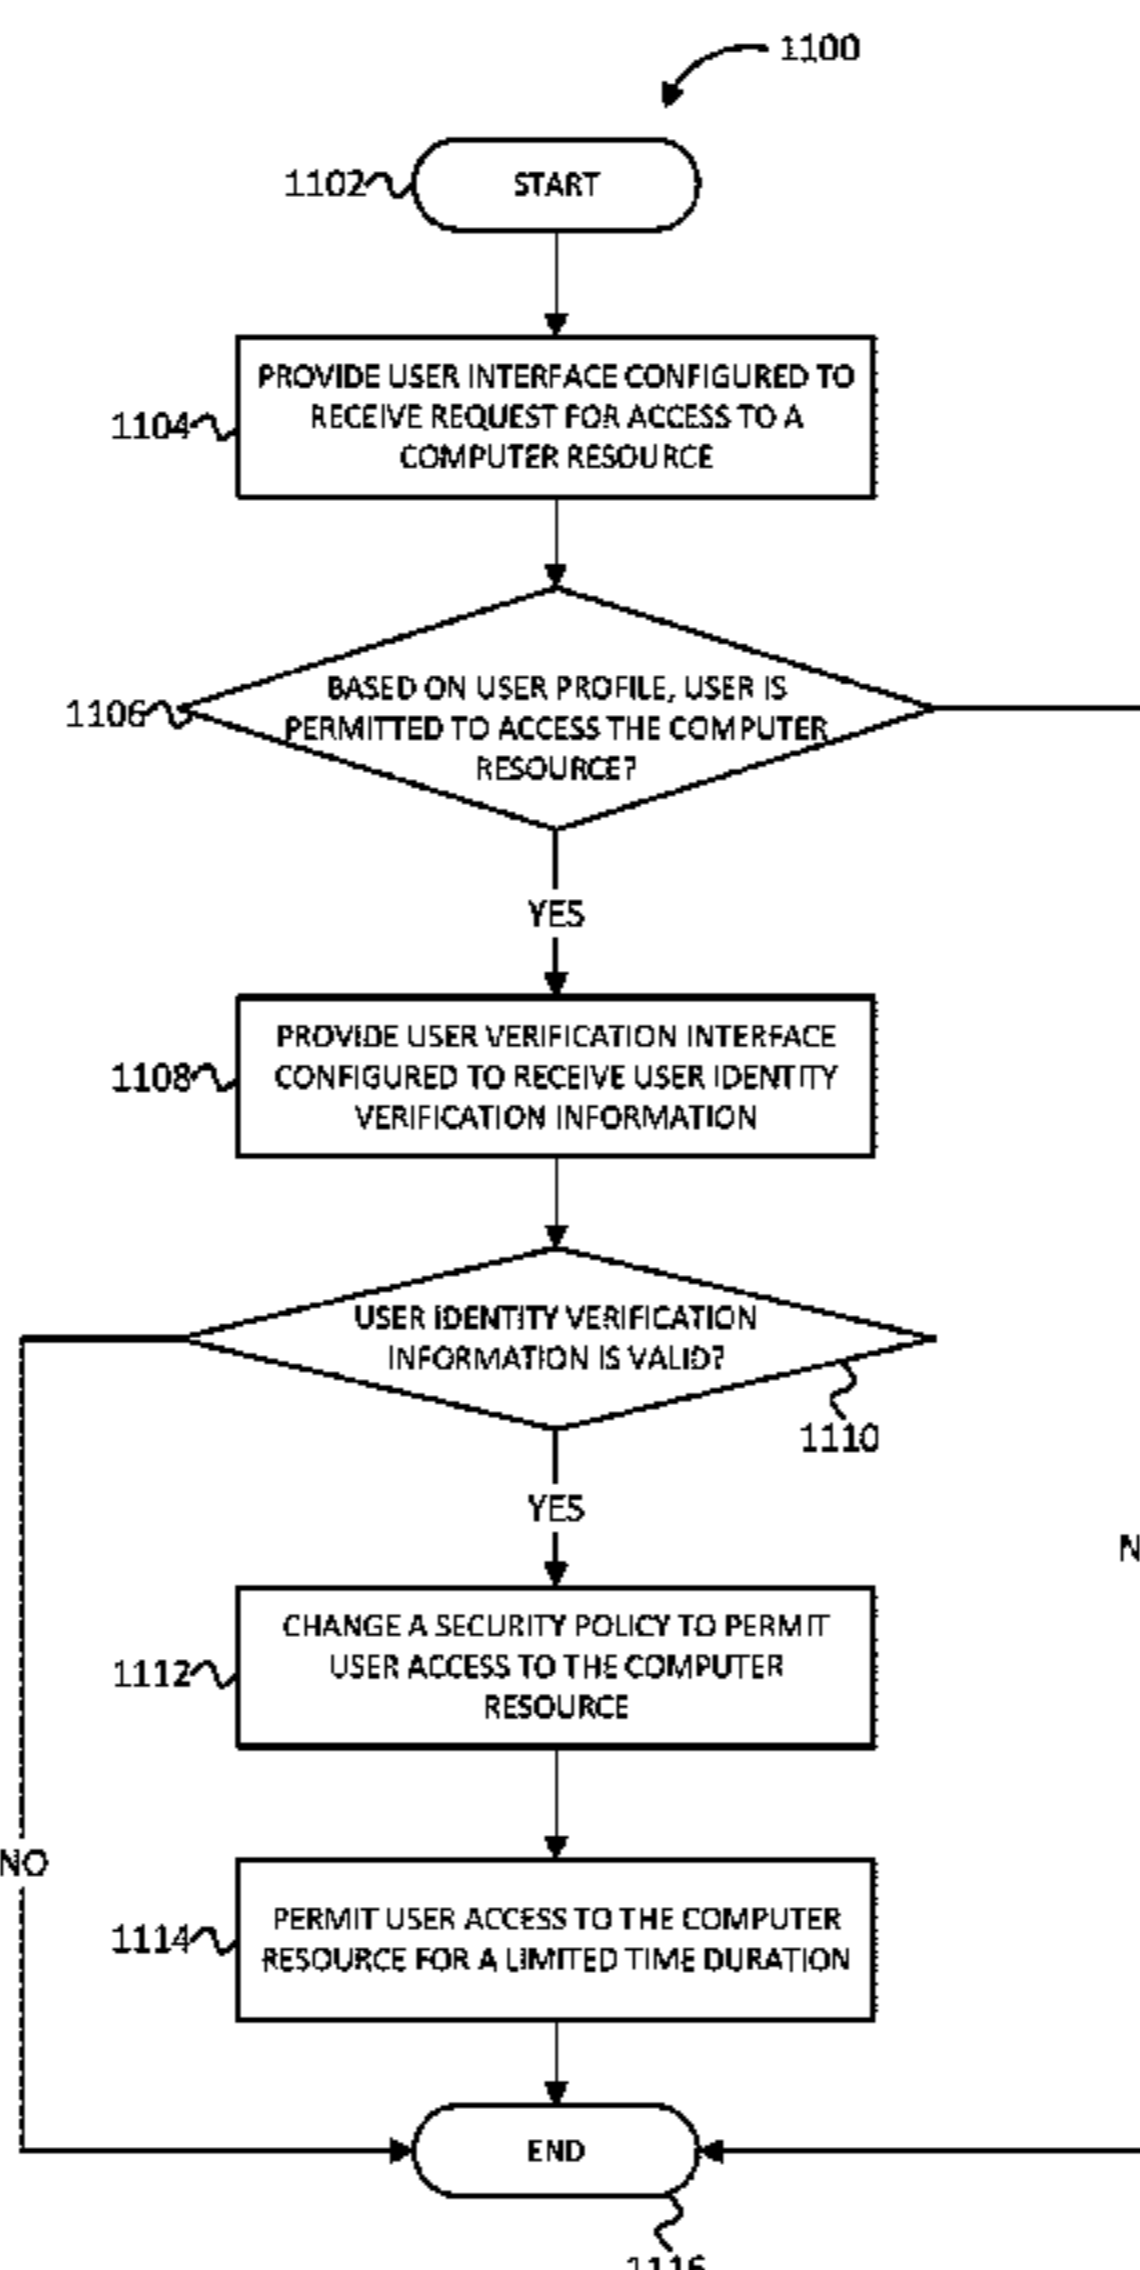 1100
1102
START
PROVIDE USER INTERFACE CONFIGURED TO
RECEIVE REQUEST FOR ACCESS TO A
COMPUTER RESOURCE
1104
BASED ON USER PROFILE, USER IS
PERMITTED TO ACCESS THE COMPUTER
RESOURCE?
1106
YES
PROVIDE USER VERIFICATION INTERFACE
CONFIGURED TO RECEIVE USER IDENTITY
VERIFICATION INFORMATION
1108
USER IDENTITY VERIFICATION
INFORMATION IS VALID?
1110
YES
N
CHANGE A SECURITY POLICY TO PERMIT
USER ACCESS TO THE COMPUTER
RESOURCE
1112
NO
PERMIT USER ACCESS TO THE COMPUTER
RESOURCE FOR A LIMITED TIME DURATION
1114
END
1116